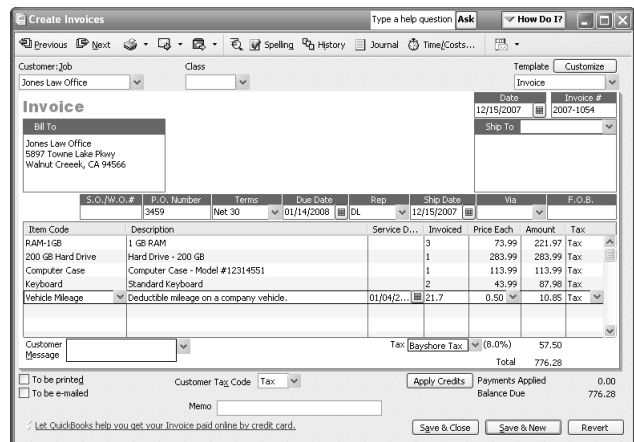 Create Invoices Type a help question Ask How Do I?
Previous Next Spelling History Journal Time/Costs...
Customer:Job Class Template Customize
Jones Law Office Invoice
Invoice Date Invoice #
12/15/2007 2007-1054
Bill To Ship To
Jones Law Office
5897 Towne Lake Pkwy
Walnut Creeek, CA 94566
S.O./W.O.# P.O. Number Terms Due Date Rep Ship Date Via F.O.B.
3459 Net 30 01/14/2008 DL 12/15/2007
Item Code Description Service D... Invoiced Price Each Amount Tax
RAM-1GB 1 GB RAM 3 73.99 221.97 Tax
200 GB Hard Drive Hard Drive - 200 GB 1 283.99 283.99 Tax
Computer Case Computer Case - Model #12314551 1 113.99 113.99 Tax
Keyboard Standard Keyboard 2 43.99 87.98 Tax
Vehicle Mileage Deductible mileage on a company vehicle. 01/04/2... 21.7 0.50 10.85 Tax
Customer Message Tax Bayshore Tax (8.0%) 57.50
Total 776.28
To be printed Customer Tax Code Tax Apply Credits Payments Applied 0.00
To be e-mailed Balance Due 776.28
Memo
Let QuickBooks help you get your Invoice paid online by credit card. Save & Close Save & New Revert